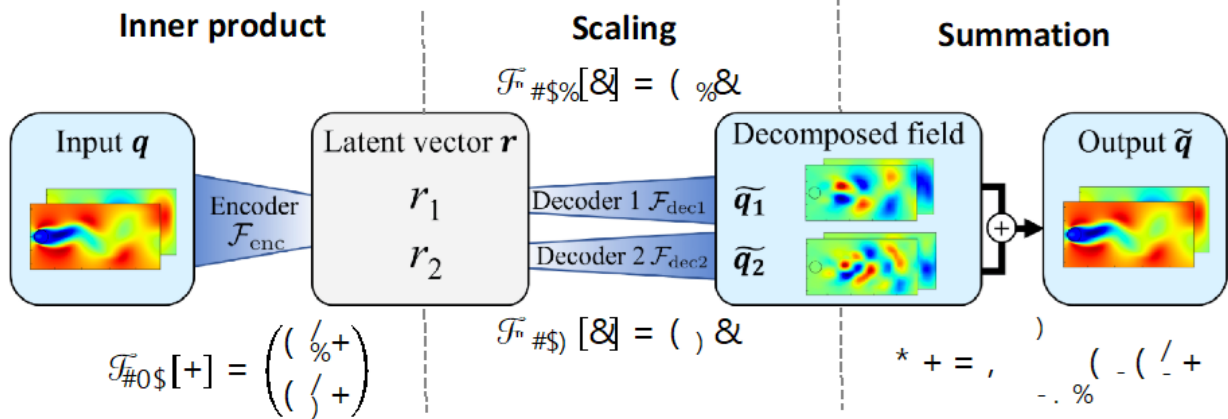 Inner product
Scaling
Summation
ℱ #$% [&] = ( % &
Input q
Latent vector r
Decomposed field
Output q̃
Encoder
ℱenc
r1
r2
Decoder 1 ℱdec1
Decoder 2 ℱdec2
q̃1
q̃2
+
ℱ #$) [&] = ( ) &
ℱ#0$ [+] = ( ( /% + ( /) + )
* + = , ) -. % ( - ( /- +